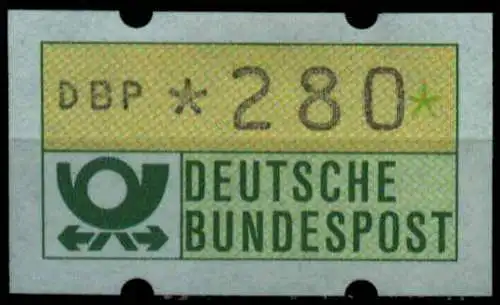 DBP *280*
DEUTSCHE
BUNDESPOST